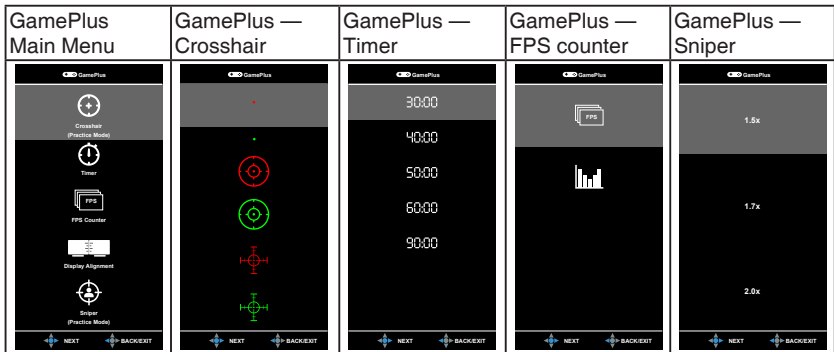 GamePlus
Main Menu
GamePlus —
Crosshair
GamePlus —
Timer
GamePlus —
FPS counter
GamePlus —
Sniper
GamePlus
Crosshair
(Practice Mode)
Timer
FPS
FPS Counter
Display Alignment
Sniper
(Practice Mode)
NEXT BACK/EXIT
GamePlus
NEXT BACK/EXIT
GamePlus
30:00
40:00
50:00
60:00
90:00
NEXT BACK/EXIT
GamePlus
FPS
NEXT BACK/EXIT
GamePlus
1.5x
1.7x
2.0x
NEXT BACK/EXIT